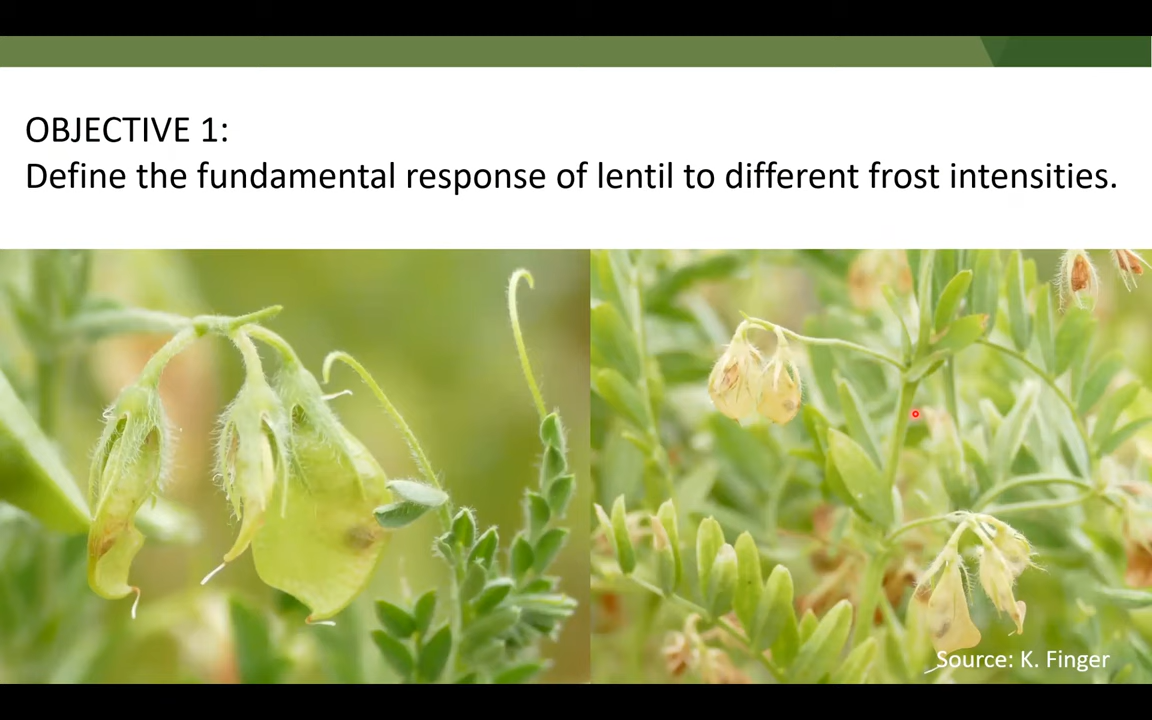 OBJECTIVE 1:
Define the fundamental response of lentil to different frost intensities.
Source: K. Finger